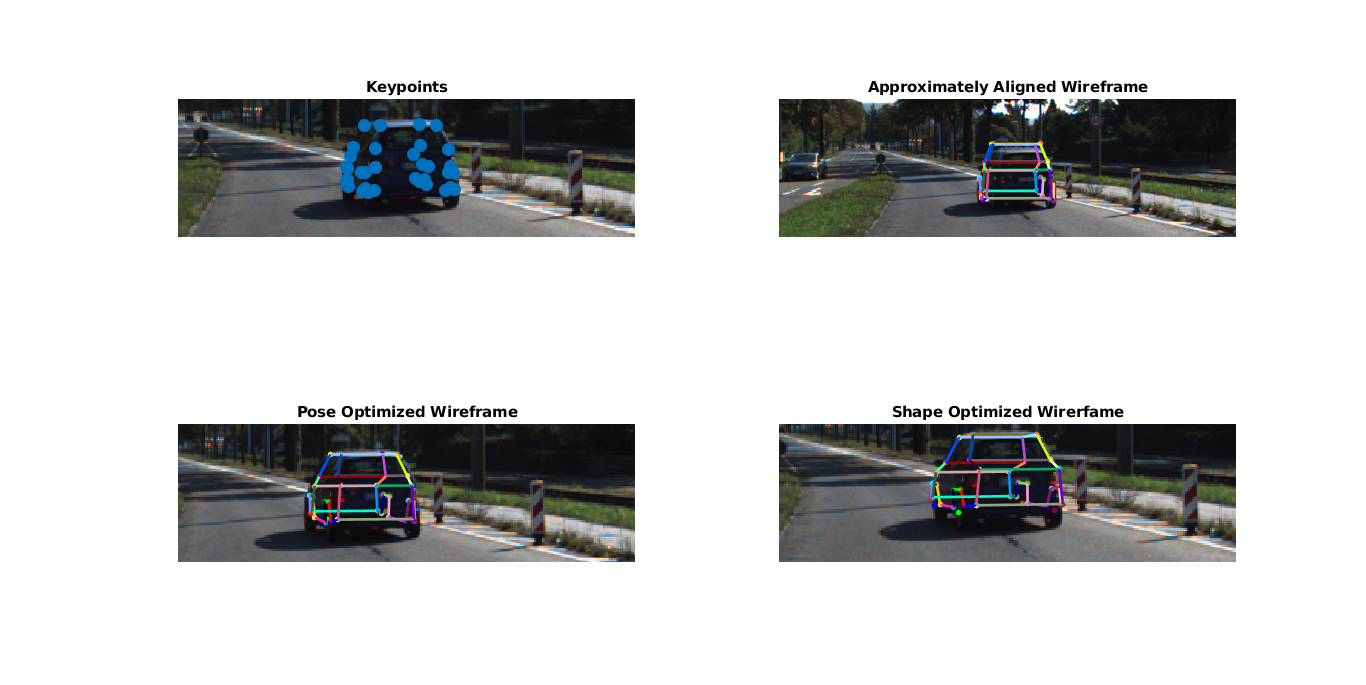 Keypoints
Approximately Aligned Wireframe
Pose Optimized Wireframe
Shape Optimized Wirerfame